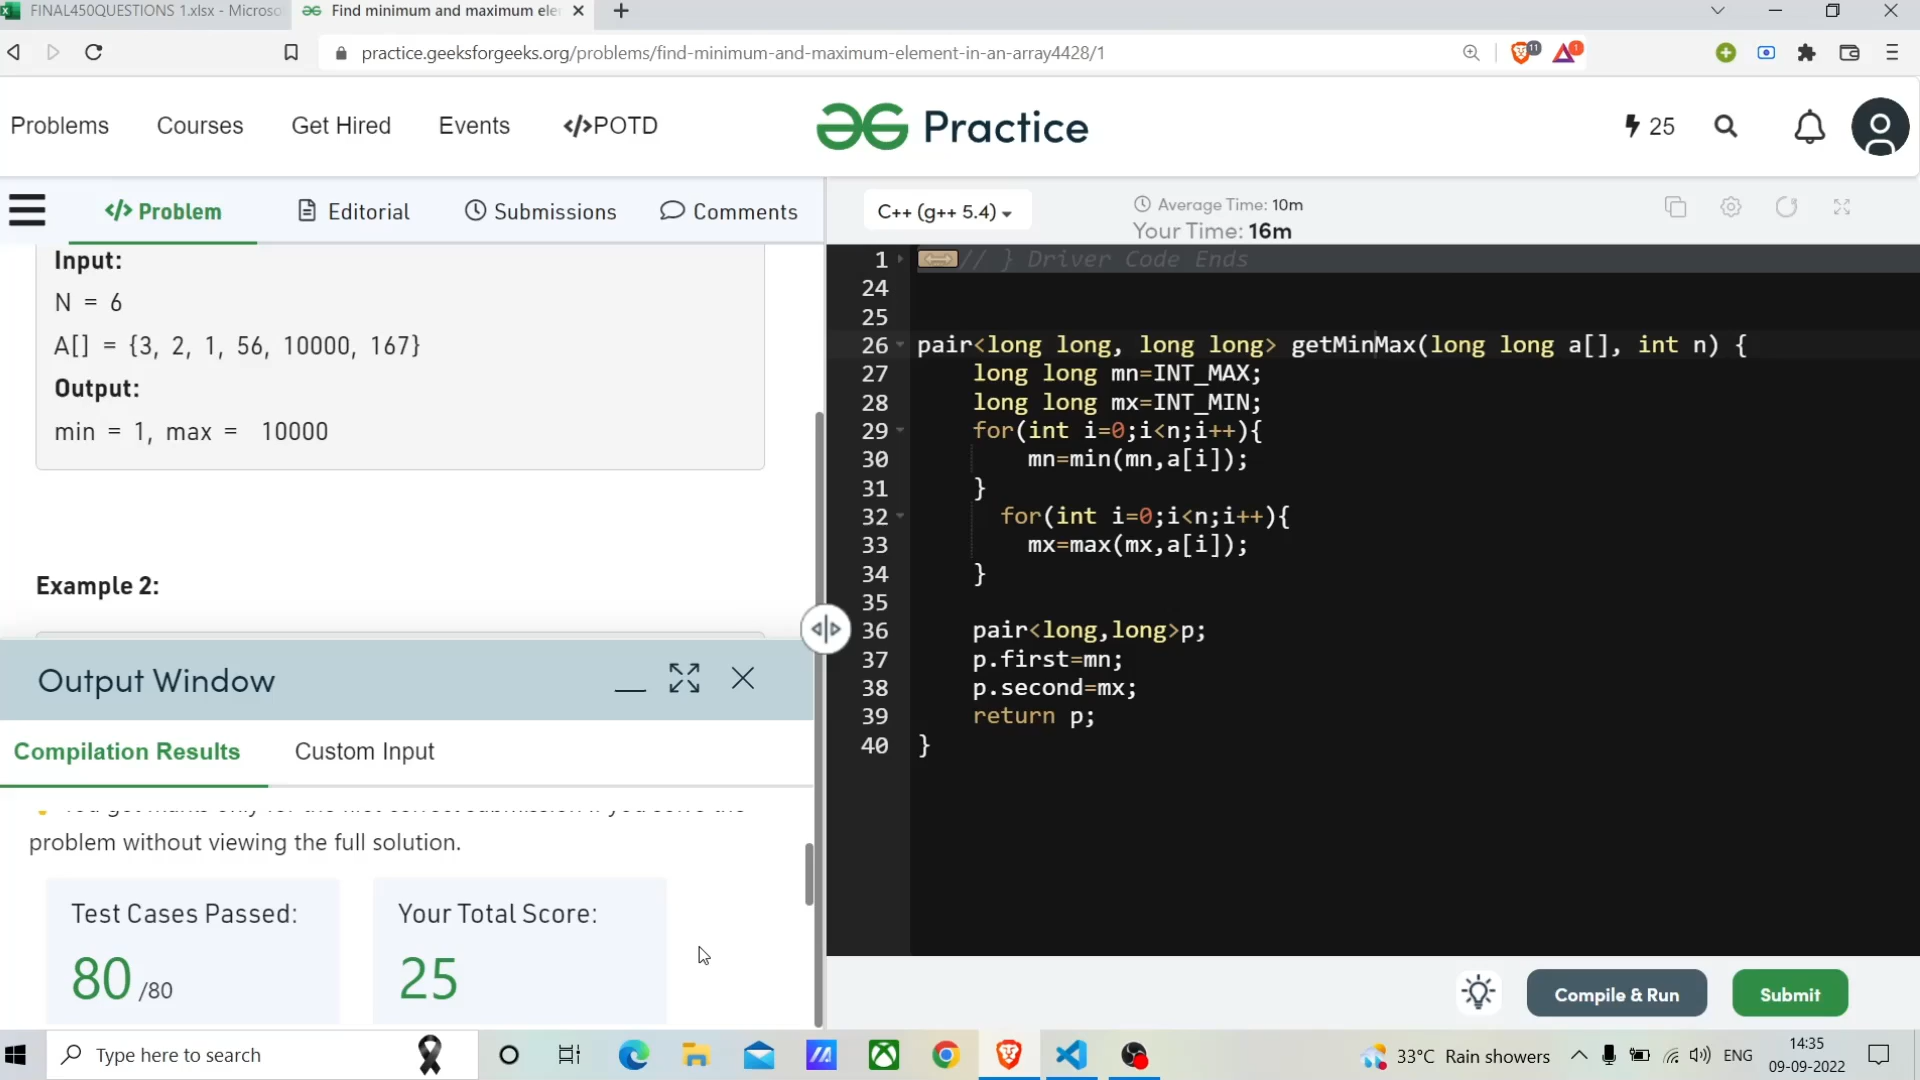 FINAL450QUESTIONS 1.xlsx - Microso
Find minimum and maximum ele
practice.geeksforgeeks.org/problems/find-minimum-and-maximum-element-in-an-array4428/1
11
1
Problems
Courses
Get Hired
Events
</>POTD
Practice
25
</> Problem
Editorial
Submissions
Comments
C++ (g++ 5.4)
Average Time: 10m
Your Time: 16m
Input:
N = 6
A[] = {3, 2, 1, 56, 10000, 167}
Output:
min = 1, max =  10000
Example 2:
1 // } Driver Code Ends
24
25
26 pair<long long, long long> getMinMax(long long a[], int n) {
27     long long mn=INT_MAX;
28     long long mx=INT_MIN;
29     for(int i=0;i<n;i++){
30         mn=min(mn,a[i]);
31     }
32       for(int i=0;i<n;i++){
33         mx=max(mx,a[i]);
34     }
35
36     pair<long,long>p;
37     p.first=mn;
38     p.second=mx;
39     return p;
40 }
Output Window
Compilation Results
Custom Input
problem without viewing the full solution.
Test Cases Passed:
80 /80
Your Total Score:
25
Compile & Run
Submit
Type here to search
33°C Rain showers
ENG
14:35
09-09-2022